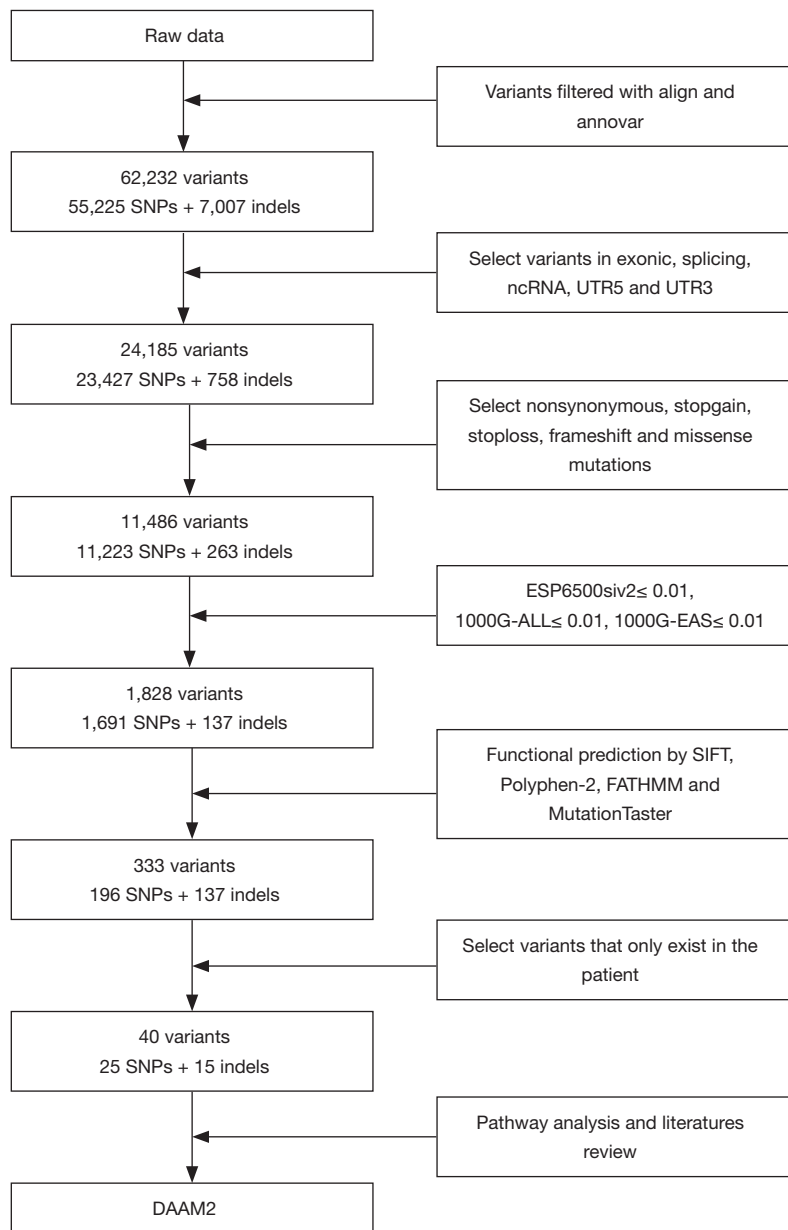 Raw data
Variants filtered with align and
annovar
62,232 variants
55,225 SNPs + 7,007 indels
Select variants in exonic, splicing,
ncRNA, UTR5 and UTR3
24,185 variants
23,427 SNPs + 758 indels
Select nonsynonymous, stopgain,
stoploss, frameshift and missense
mutations
11,486 variants
11,223 SNPs + 263 indels
ESP6500siv2≤ 0.01,
1000G-ALL≤ 0.01, 1000G-EAS≤ 0.01
1,828 variants
1,691 SNPs + 137 indels
Functional prediction by SIFT,
Polyphen-2, FATHMM and
MutationTaster
333 variants
196 SNPs + 137 indels
Select variants that only exist in the
patient
40 variants
25 SNPs + 15 indels
Pathway analysis and literatures
review
DAAM2